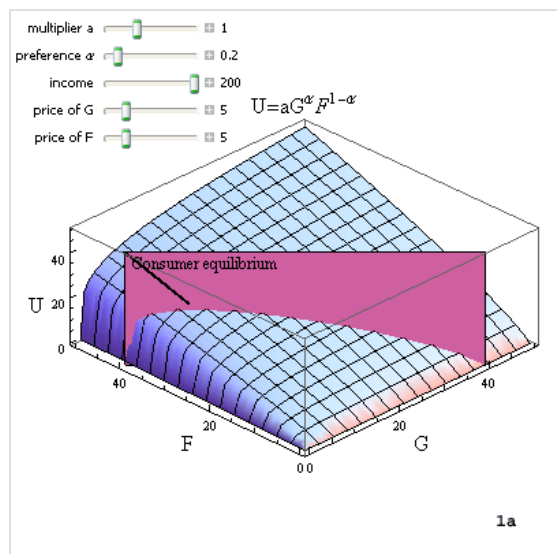 multiplier a 1
preference α 0.2
income 200
price of G 5
price of F 5
U=aG^α F^1-α
Consumer equilibrium
40
20
0
U
40
20
0
F
0
20
40
G
1a